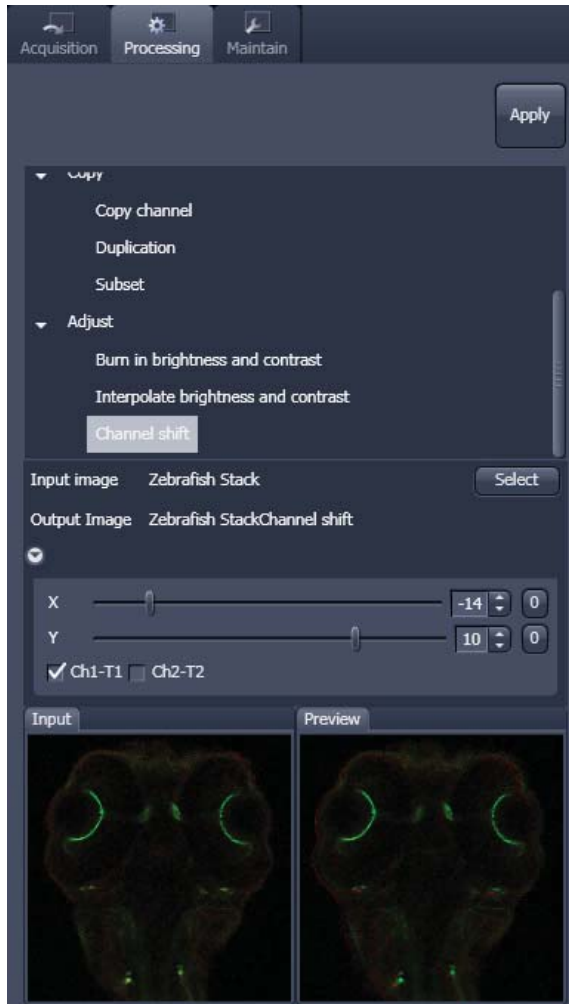 Acquisition Processing Maintain
Apply
Copy
Copy channel
Duplication
Subset
Adjust
Burn in brightness and contrast
Interpolate brightness and contrast
Channel shift
Input image Zebrafish Stack Select
Output Image Zebrafish StackChannel shift
X -14 0
Y 10 0
Ch1-T1 Ch2-T2
Input Preview